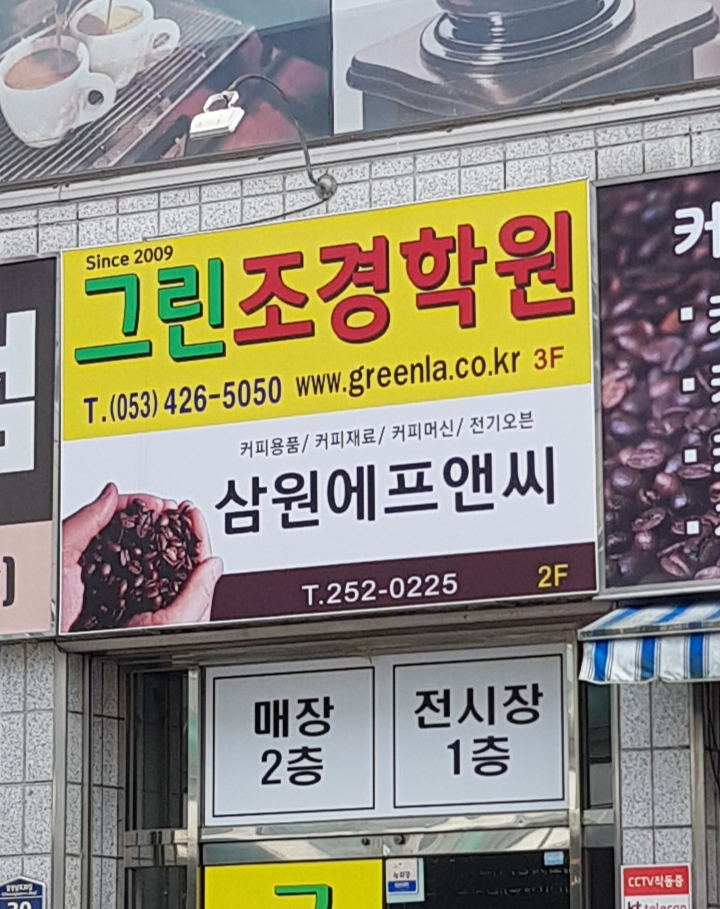 Since 2009
그린조경학원
T.(053) 426-5050 www.greenla.co.kr 3F
커피용품/ 커피재료/ 커피머신/ 전기오븐
삼원에프앤씨
T.252-0225 2F
매장
2층
전시장
1층
CCTV작동중
kt telecop
20